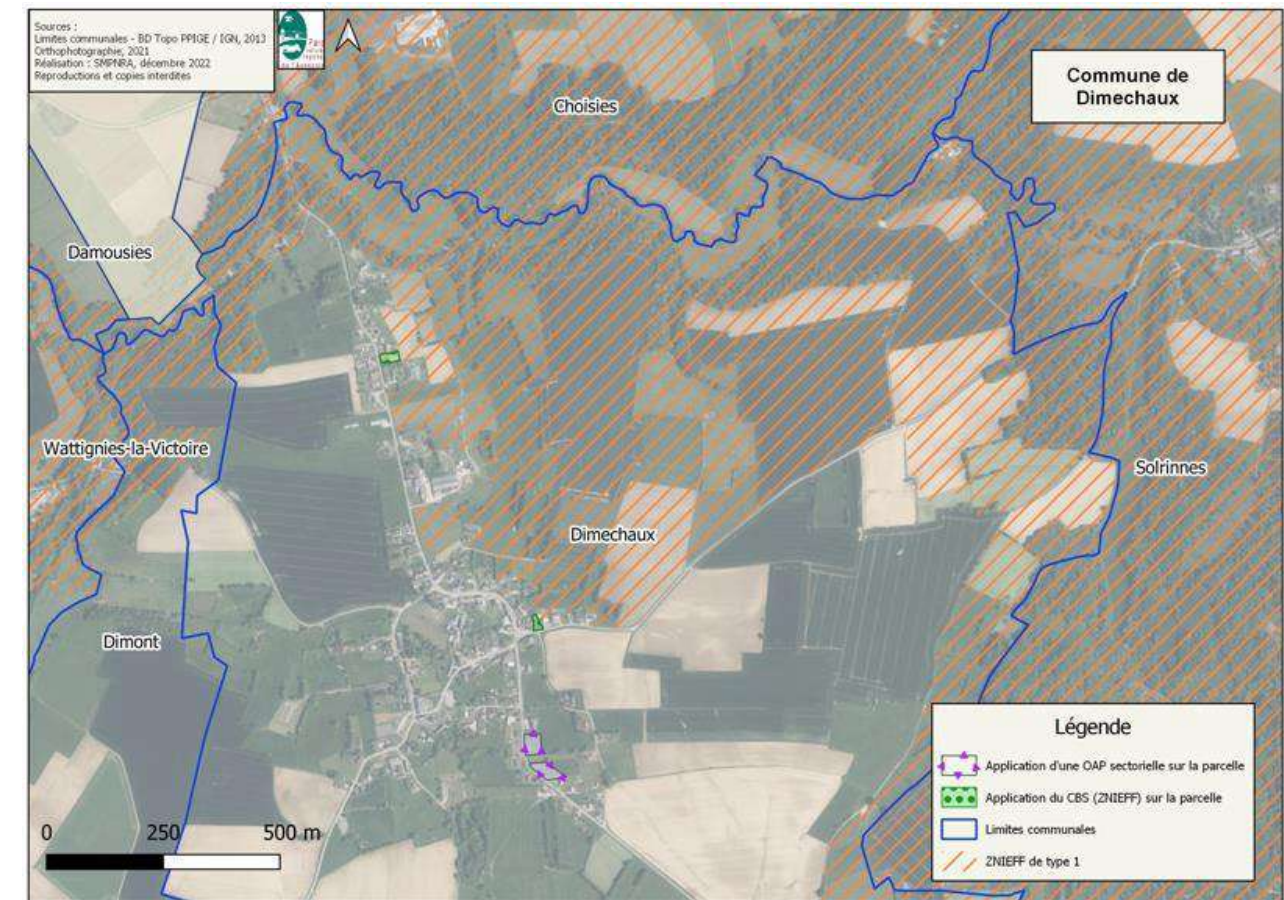 Sources :
Limites communales - BD Topo PPIGE / IGN, 2013
Orthophotographie, 2021
Réalisation : SMPNRA, décembre 2022
Reproductions et copies interdites
Parc
Commune de
Dimechaux
Choisies
Damousies
Wattignies-la-Victoire
Solrinnes
Dimechaux
Dimont
Légende
Application d'une OAP sectorielle sur la parcelle
Application du CBS (ZNIEFF) sur la parcelle
Limites communales
ZNIEFF de type 1
0 250 500 m